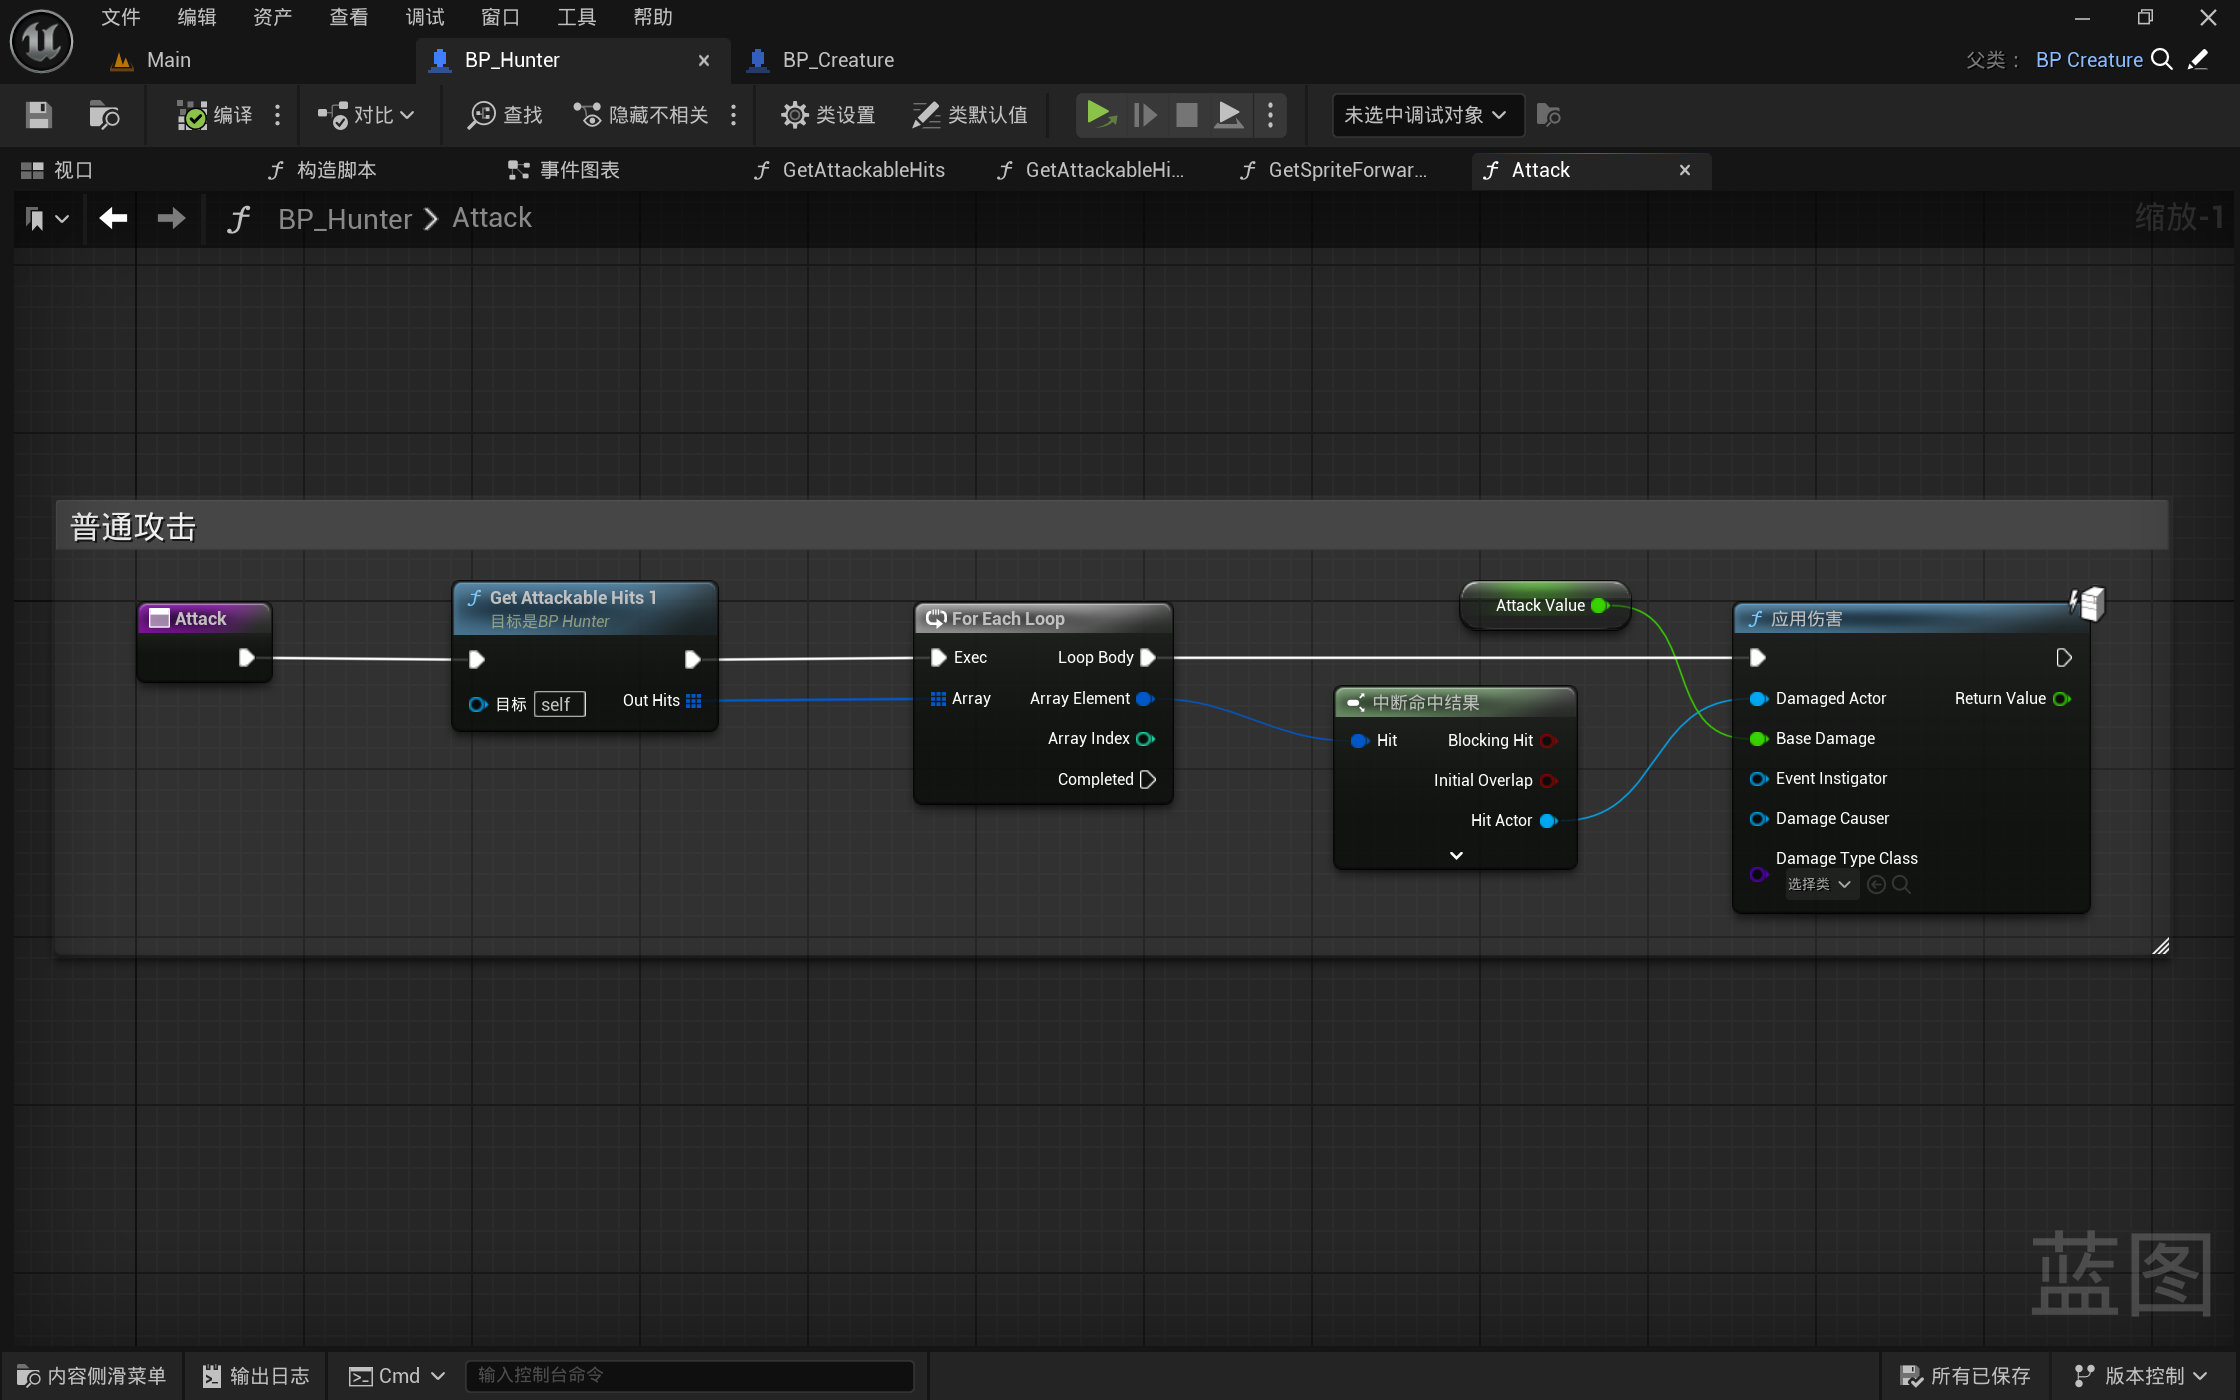 文件 编辑 资产 查看 调试 窗口 工具 帮助
Main BP_Hunter BP_Creature 父类： BP Creature
编译 对比 查找 隐藏不相关 类设置 类默认值 未选中调试对象
视口 构造脚本 事件图表 GetAttackableHits GetAttackableHi... GetSpriteForwar... Attack
BP_Hunter Attack 缩放-1
普通攻击
Attack
Get Attackable Hits 1
目标是BP Hunter
目标 self Out Hits
For Each Loop
Exec Loop Body
Array Array Element
Array Index
Completed
Attack Value
中断命中结果
Hit Blocking Hit
Initial Overlap
Hit Actor
应用伤害
Damaged Actor Return Value
Base Damage
Event Instigator
Damage Causer
Damage Type Class
选择类
蓝图
内容侧滑菜单 输出日志 Cmd 输入控制台命令 所有已保存 版本控制